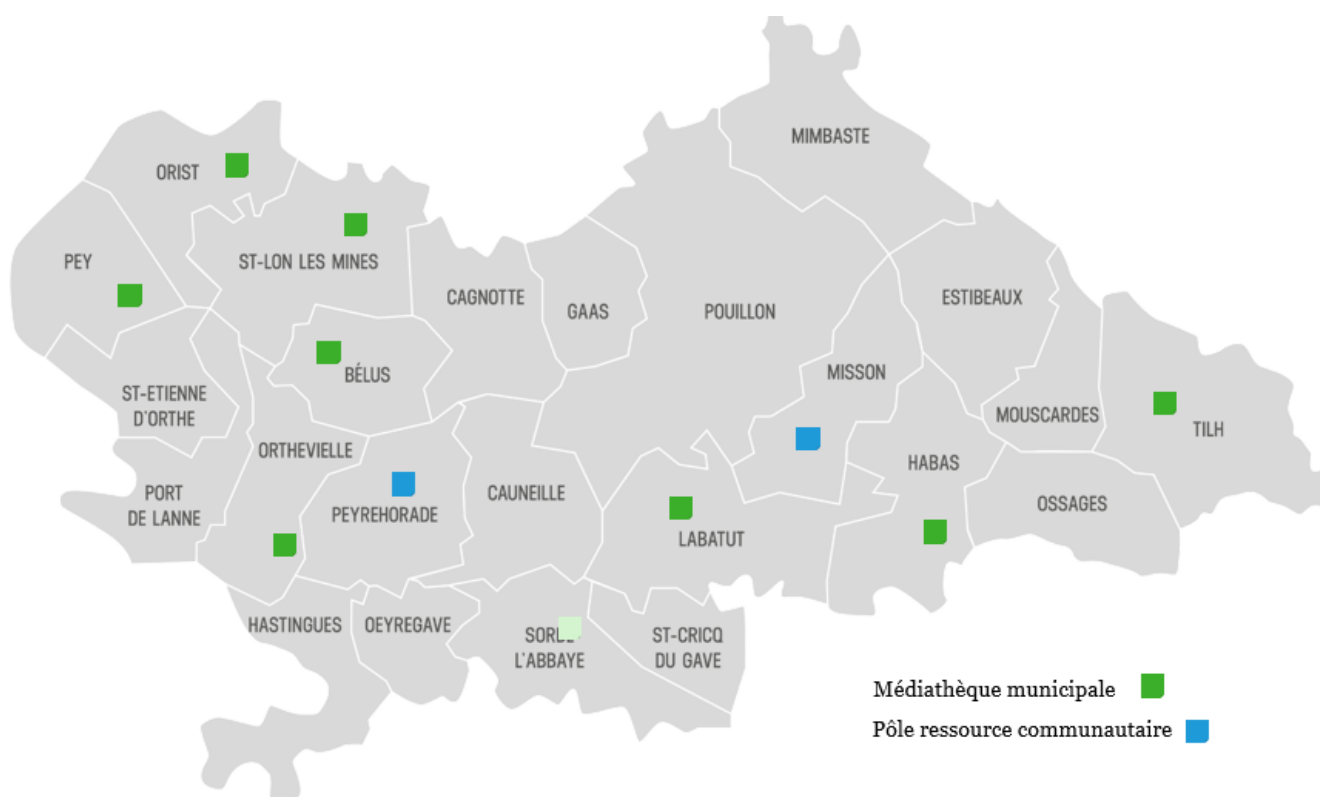 MIMBASTE
ORIST
PEY
ST-LON LES MINES
CAGNOTTE
GAAS
POUILLON
ESTIBEAUX
BÉLUS
MISSON
ST-ETIENNE
D'ORTHE
MOUSCARDES
TILH
ORTHEVIELLE
HABAS
PORT
DE LANNE
PEYREHORADE
CAUNEILLE
OSSAGES
LABATUT
HASTINGUES
OEYREGAVE
SORDE
L'ABBAYE
ST-CRICQ
DU GAVE
Médiathèque municipale
Pôle ressource communautaire